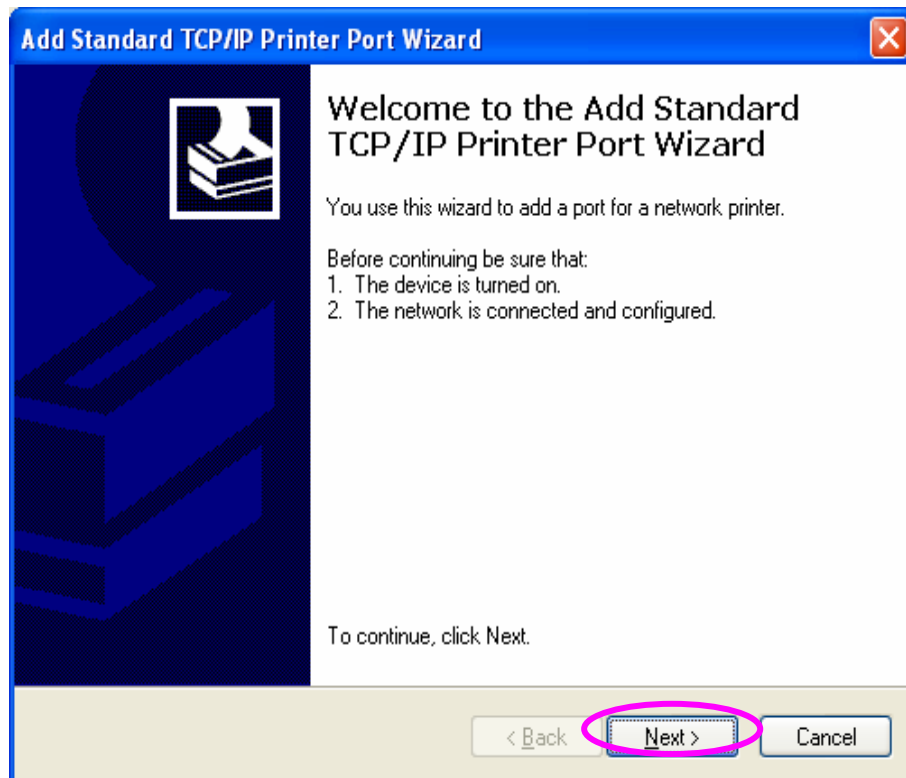 Add Standard TCP/IP Printer Port Wizard
Welcome to the Add Standard
TCP/IP Printer Port Wizard
You use this wizard to add a port for a network printer.
Before continuing be sure that:
1. The device is turned on.
2. The network is connected and configured.
To continue, click Next.
< Back
Next >
Cancel